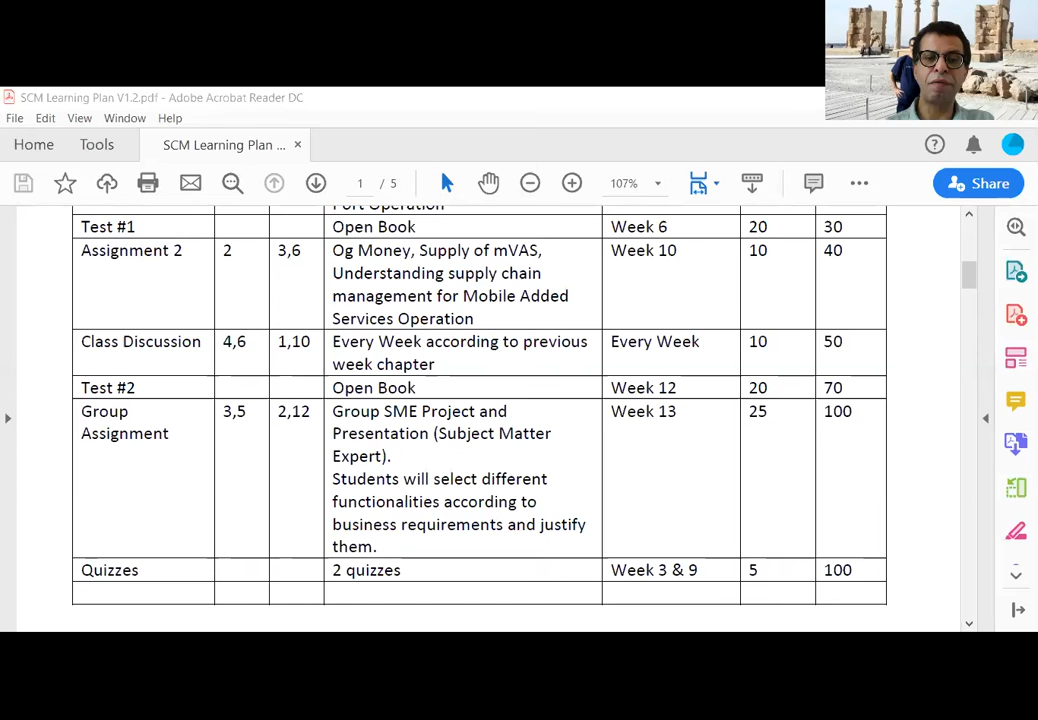 SCM Learning Plan V1.2.pdf - Adobe Acrobat Reader DC
File Edit View Window Help
Home Tools SCM Learning Plan ... ×
1 / 5 107% Share
Port Operation
Test #1 Open Book Week 6 20 30
Assignment 2 2 3,6 Og Money, Supply of mVAS, Week 10 10 40
Understanding supply chain
management for Mobile Added
Services Operation
Class Discussion 4,6 1,10 Every Week according to previous Every Week 10 50
week chapter
Test #2 Open Book Week 12 20 70
Group 3,5 2,12 Group SME Project and Week 13 25 100
Assignment Presentation (Subject Matter
Expert).
Students will select different
functionalities according to
business requirements and justify
them.
Quizzes 2 quizzes Week 3 & 9 5 100